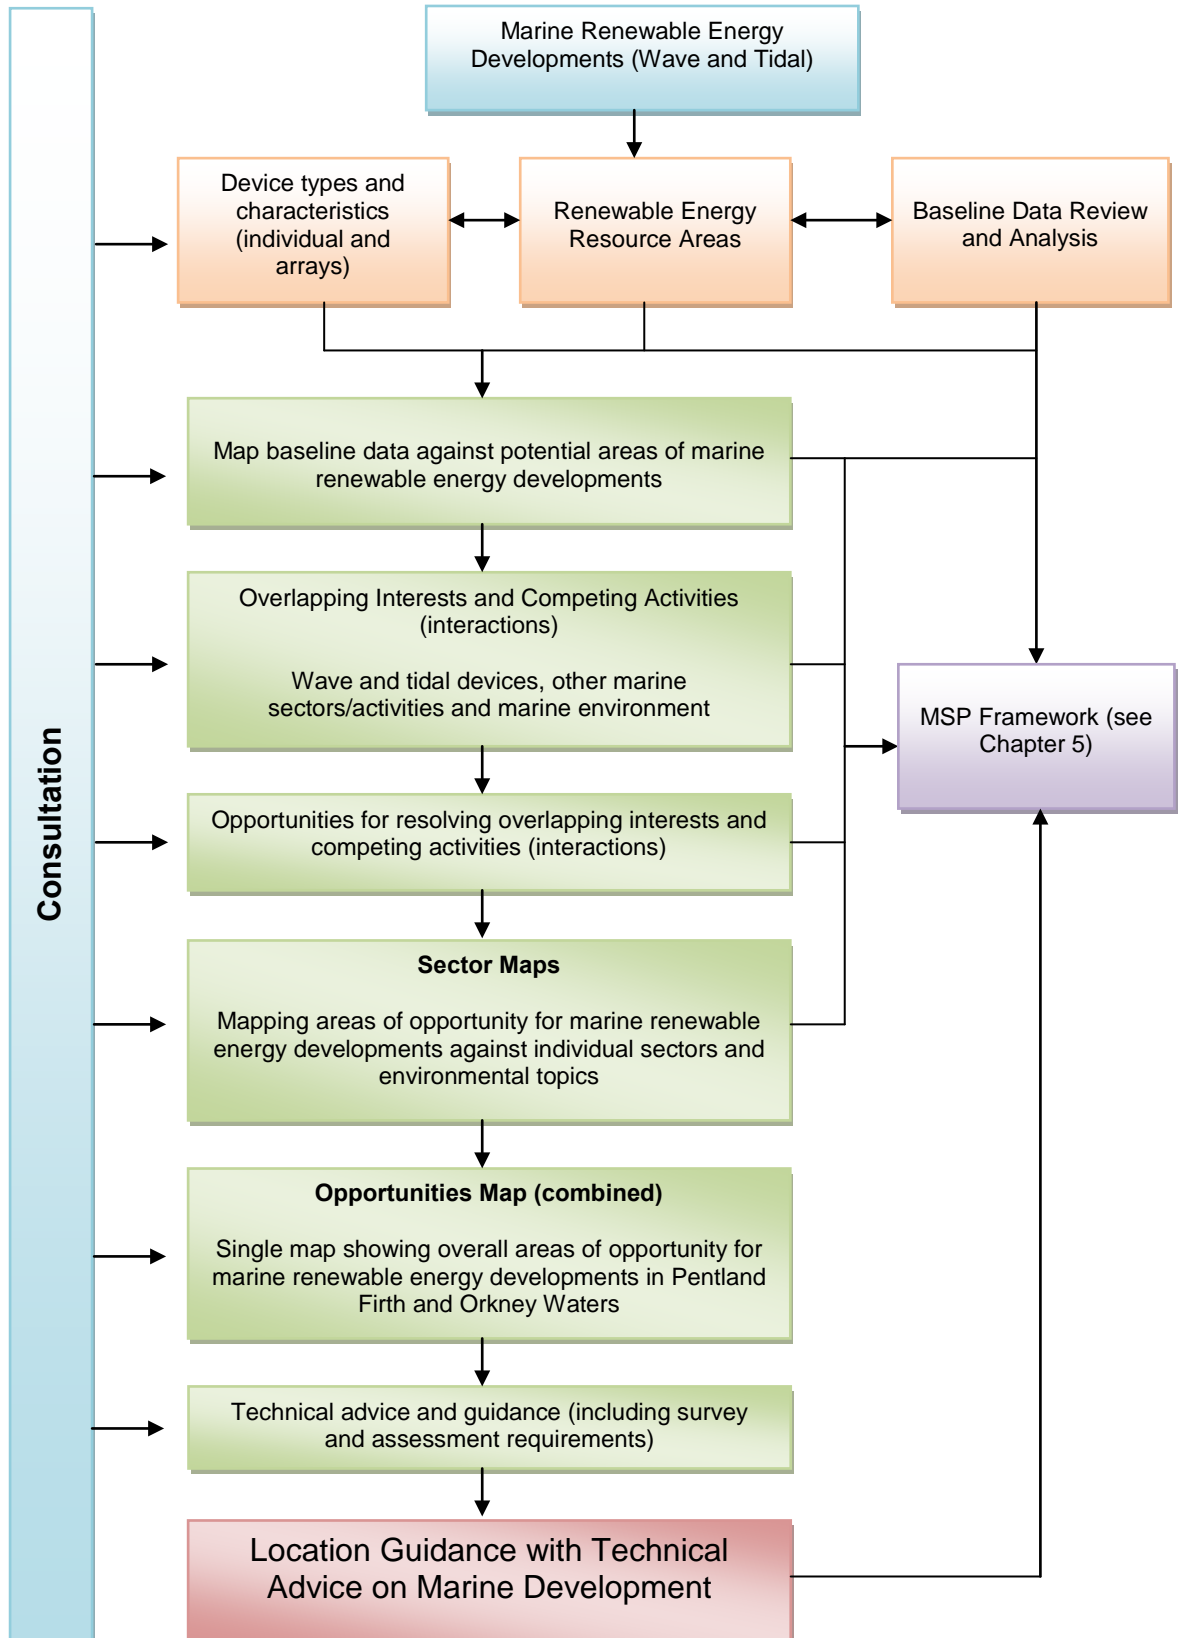 Marine Renewable Energy
Developments (Wave and Tidal)
Device types and
characteristics
(individual and
arrays)
Renewable Energy
Resource Areas
Baseline Data Review
and Analysis
Map baseline data against potential areas of marine
renewable energy developments
Overlapping Interests and Competing Activities
(interactions)
Wave and tidal devices, other marine
sectors/activities and marine environment
MSP Framework (see
Chapter 5)
Consultation
Opportunities for resolving overlapping interests and
competing activities (interactions)
Sector Maps
Mapping areas of opportunity for marine renewable
energy developments against individual sectors and
environmental topics
Opportunities Map (combined)
Single map showing overall areas of opportunity for
marine renewable energy developments in Pentland
Firth and Orkney Waters
Technical advice and guidance (including survey
and assessment requirements)
Location Guidance with Technical
Advice on Marine Development